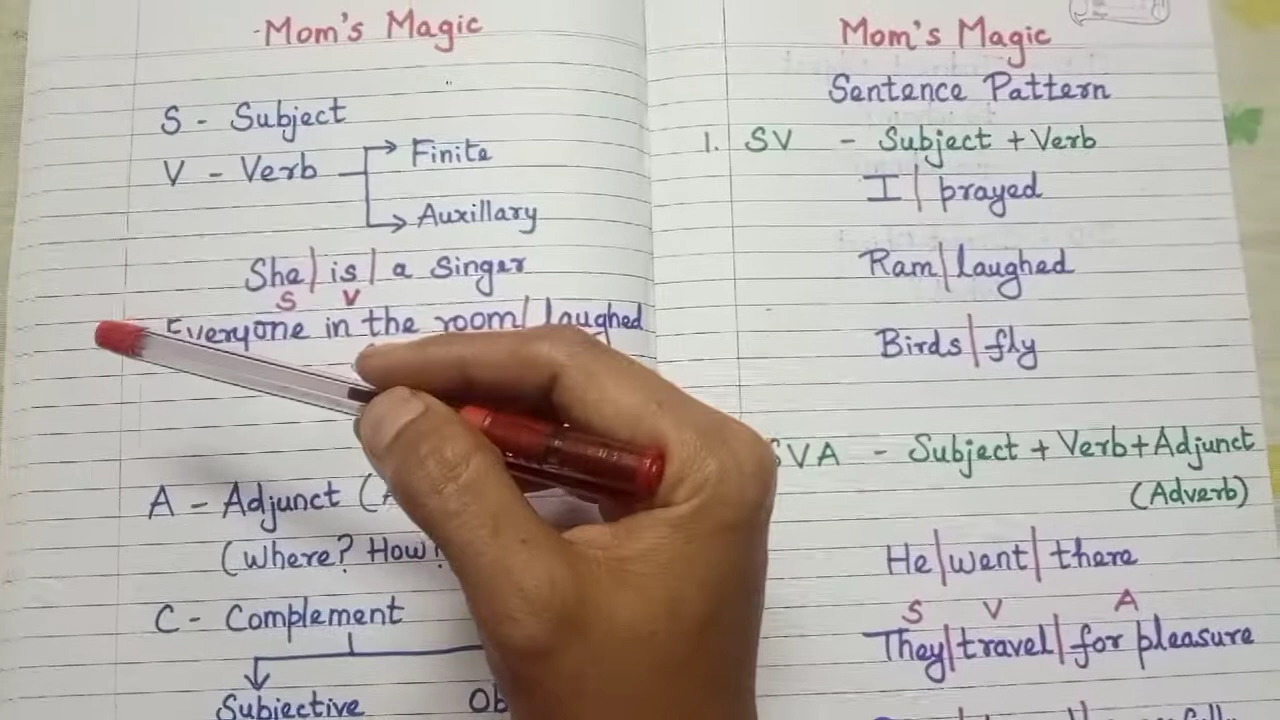 Mom's Magic
S - Subject
V - Verb
Finite
Auxillary
She| is| a Singer
S V
Everyone in the room| laughed
A - Adjunct (
(Where? How?
C - Complement
Subjective
Mom's Magic
Sentence Pattern
1. SV - Subject + Verb
I| prayed
Ram| laughed
Birds| fly
SVA - Subject + Verb+Adjunct
(Adverb)
He|went| there
S V A
They|travel| for pleasure